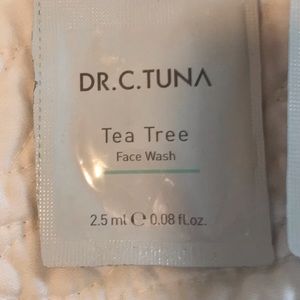 DR.C.TUNA
Tea Tree
Face Wash
2.5 ml ℮ 0.08 fl.oz.